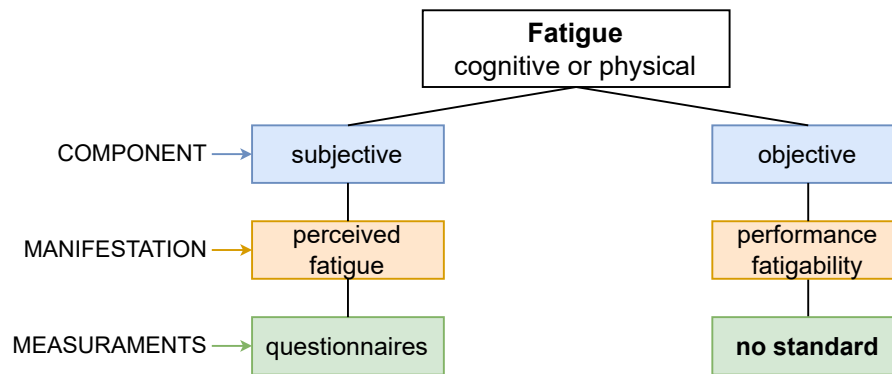 Fatigue
cognitive or physical
COMPONENT
subjective
objective
MANIFESTATION
perceived
fatigue
performance
fatigability
MEASURAMENTS
questionnaires
no standard